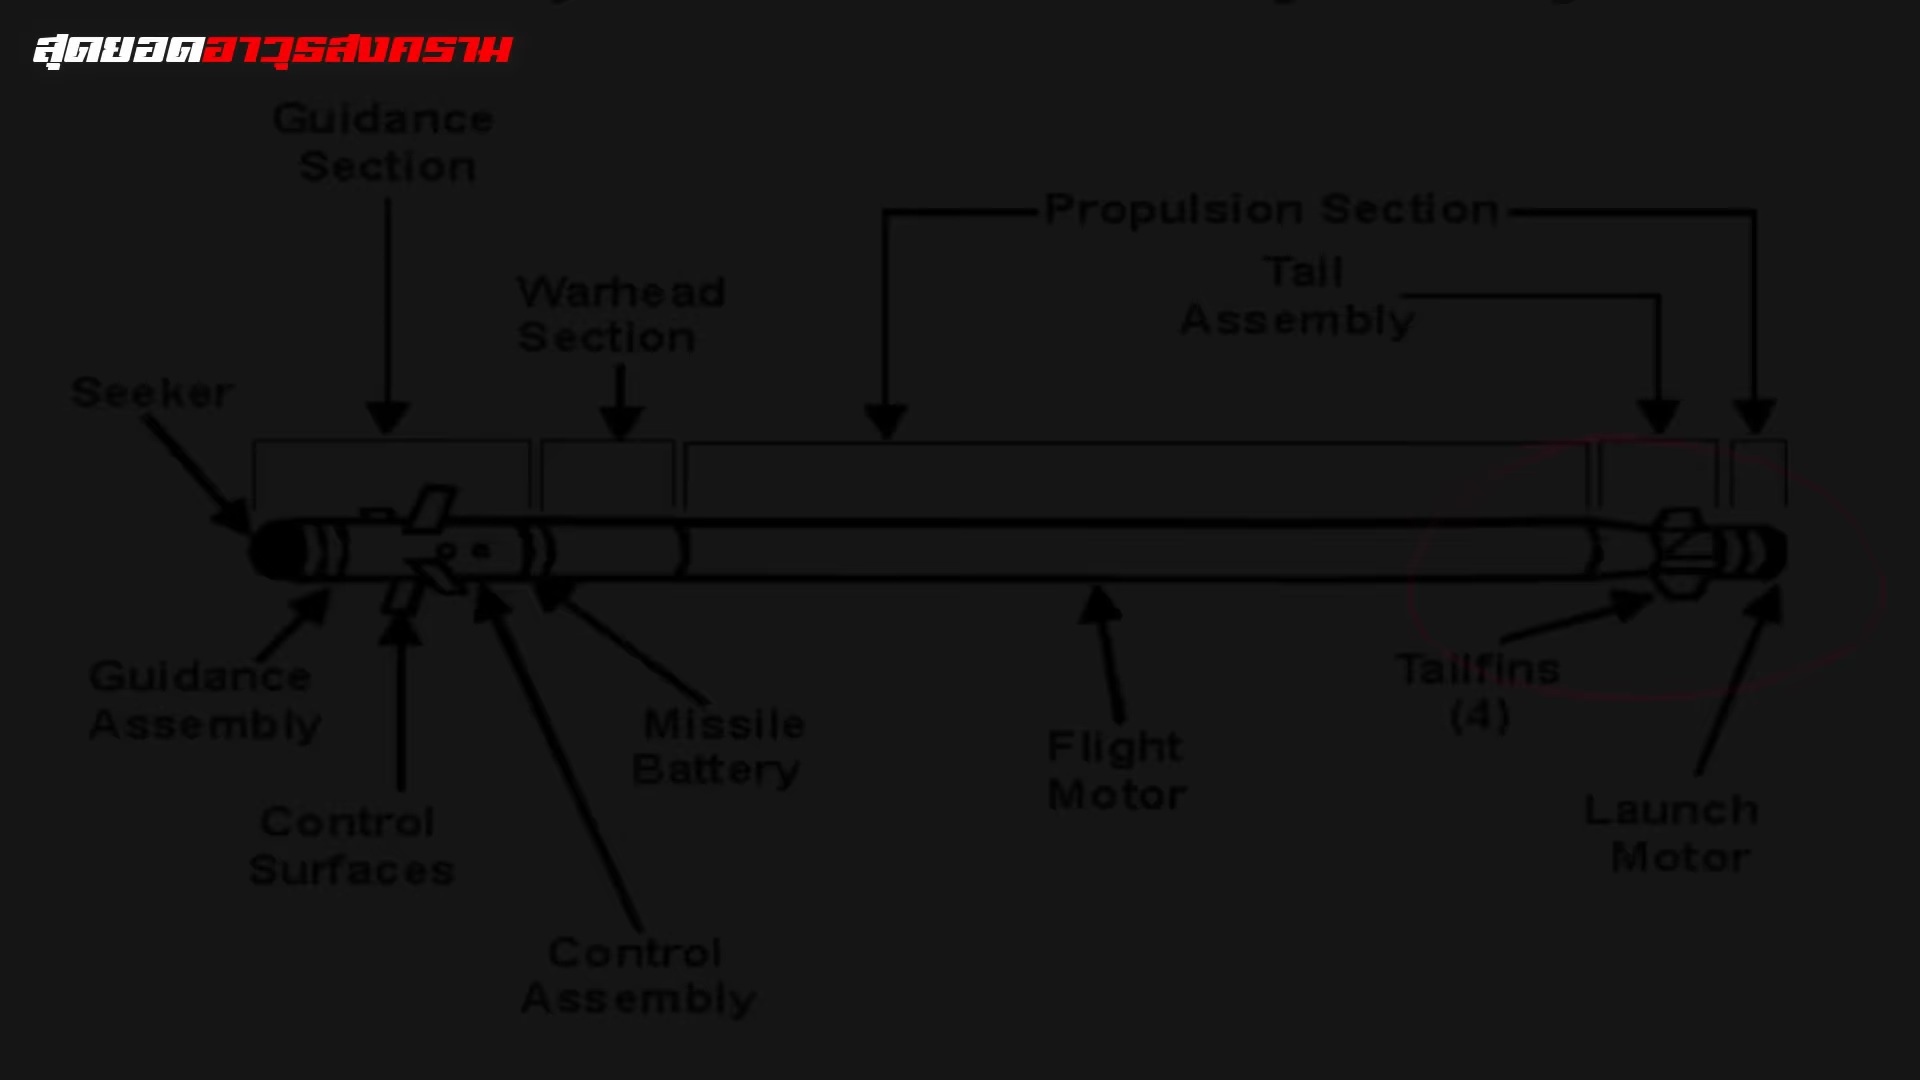 สุดยอดอาวุธสงคราม
Guidance
Section
Propulsion Section
Tail
Assembly
Warhead
Section
Seeker
Guidance
Assembly
Tailfins
(4)
Missile
Battery
Flight
Motor
Control
Surfaces
Launch
Motor
Control
Assembly